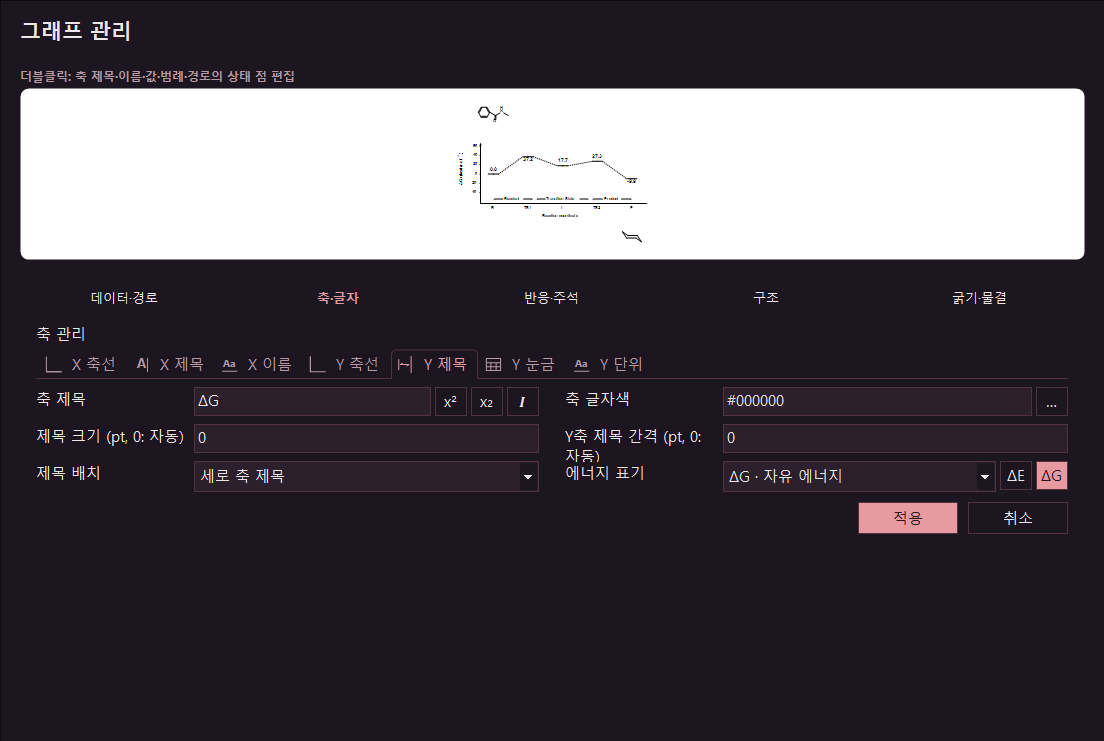 그래프 관리
더블클릭: 축 제목·이름·값·범례·경로의 상태 점 편집
0.0
37.2
17.7
27.3
데이터·경로 축·글자 반응·주석 구조 굵기·물결
축 관리
X 축선 A| X 제목 Aa X 이름 Y 축선 Y 제목 Y 눈금 Aa Y 단위
축 제목 ΔG x² x₂ I 축 글자색 #000000 ...
제목 크기 (pt, 0: 자동) 0 Y축 제목 간격 (pt, 0: 자동) 0
제목 배치 세로 축 제목 에너지 표기 ΔG · 자유 에너지 ΔE ΔG
적용 취소